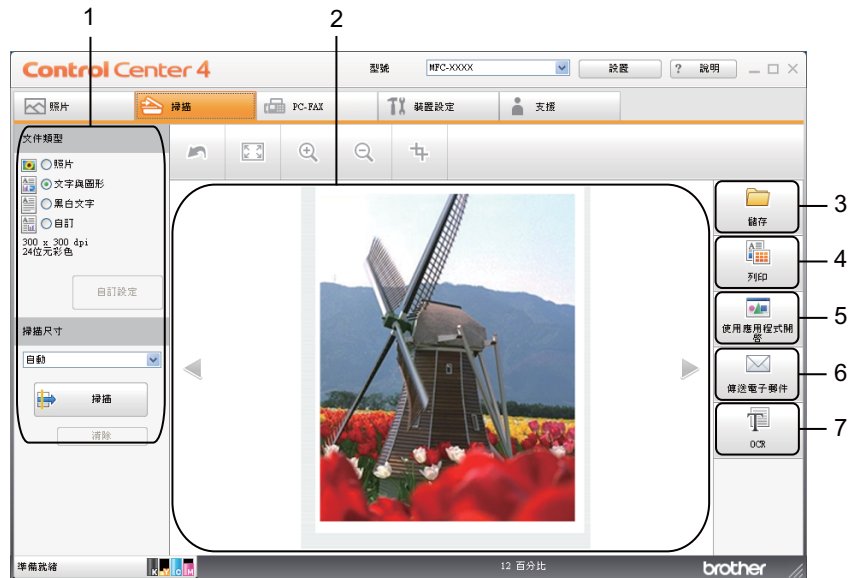 1
2
Control Center 4
型號
MFC-XXXX
設置
? 說明
照片
掃描
PC-FAX
裝置設定
支援
文件類型
照片
文字與圖形
黑白文字
自訂
300 x 300 dpi
24位元彩色
自訂設定
掃描尺寸
自動
掃描
清除
儲存
3
列印
4
使用應用程式開
啓
5
傳送電子郵件
6
OCR
7
準備就緒
K Y C M
12 百分比
brother